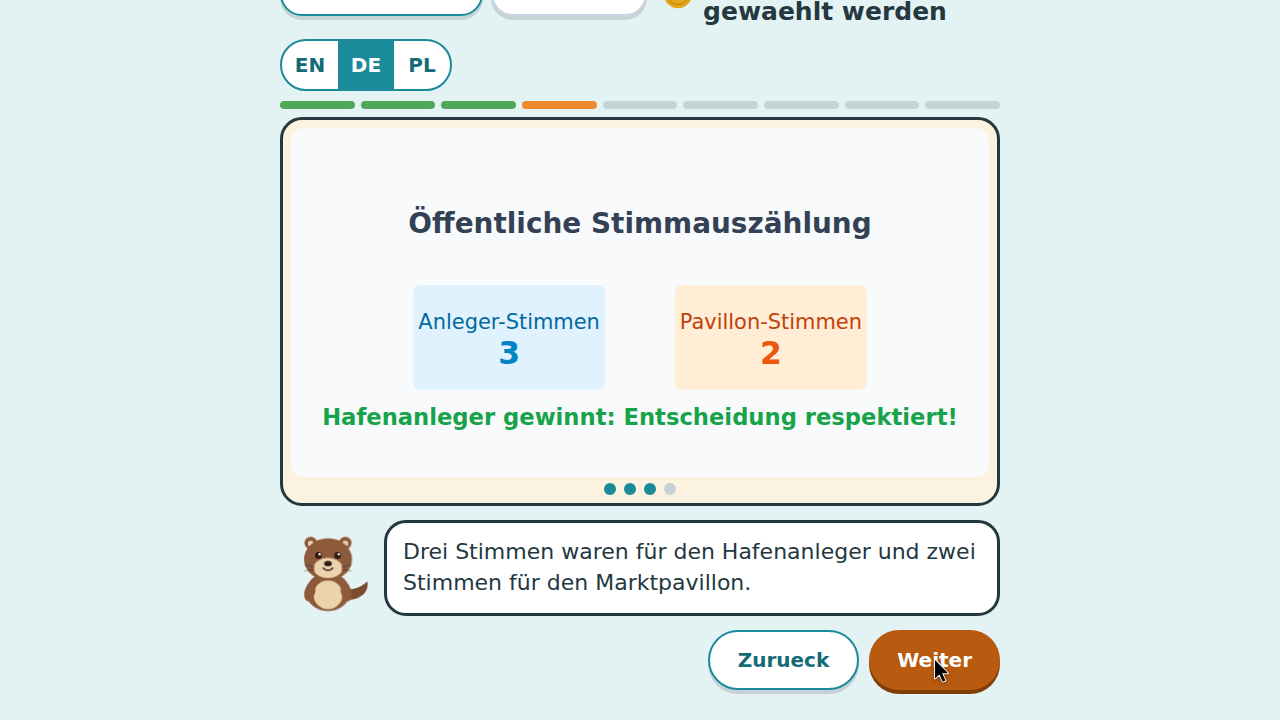 gewaehlt werden
EN DE PL
Öffentliche Stimmauszählung
Anleger-Stimmen
3
Pavillon-Stimmen
2
Hafenanleger gewinnt: Entscheidung respektiert!
Drei Stimmen waren für den Hafenanleger und zwei
Stimmen für den Marktpavillon.
Zurueck
Weiter